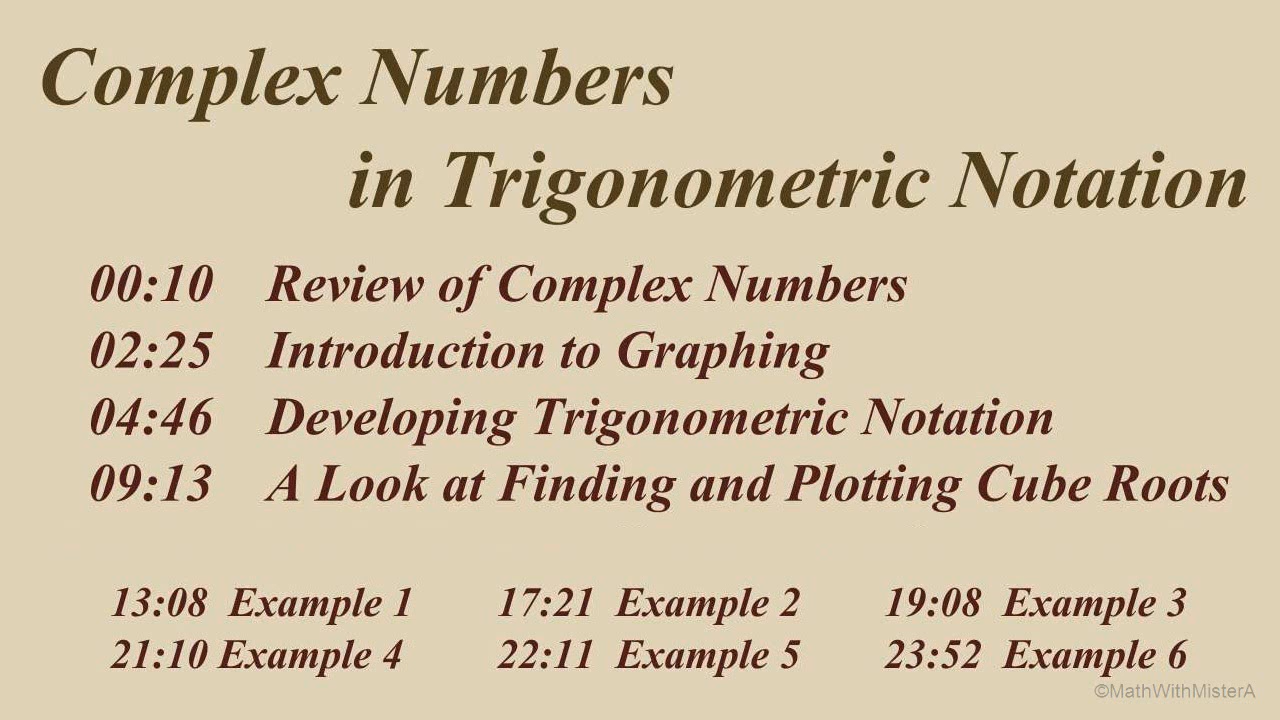 Complex Numbers
in Trigonometric Notation
00:10 Review of Complex Numbers
02:25 Introduction to Graphing
04:46 Developing Trigonometric Notation
09:13 A Look at Finding and Plotting Cube Roots
13:08 Example 1 17:21 Example 2 19:08 Example 3
21:10 Example 4 22:11 Example 5 23:52 Example 6
©MathWithMisterA